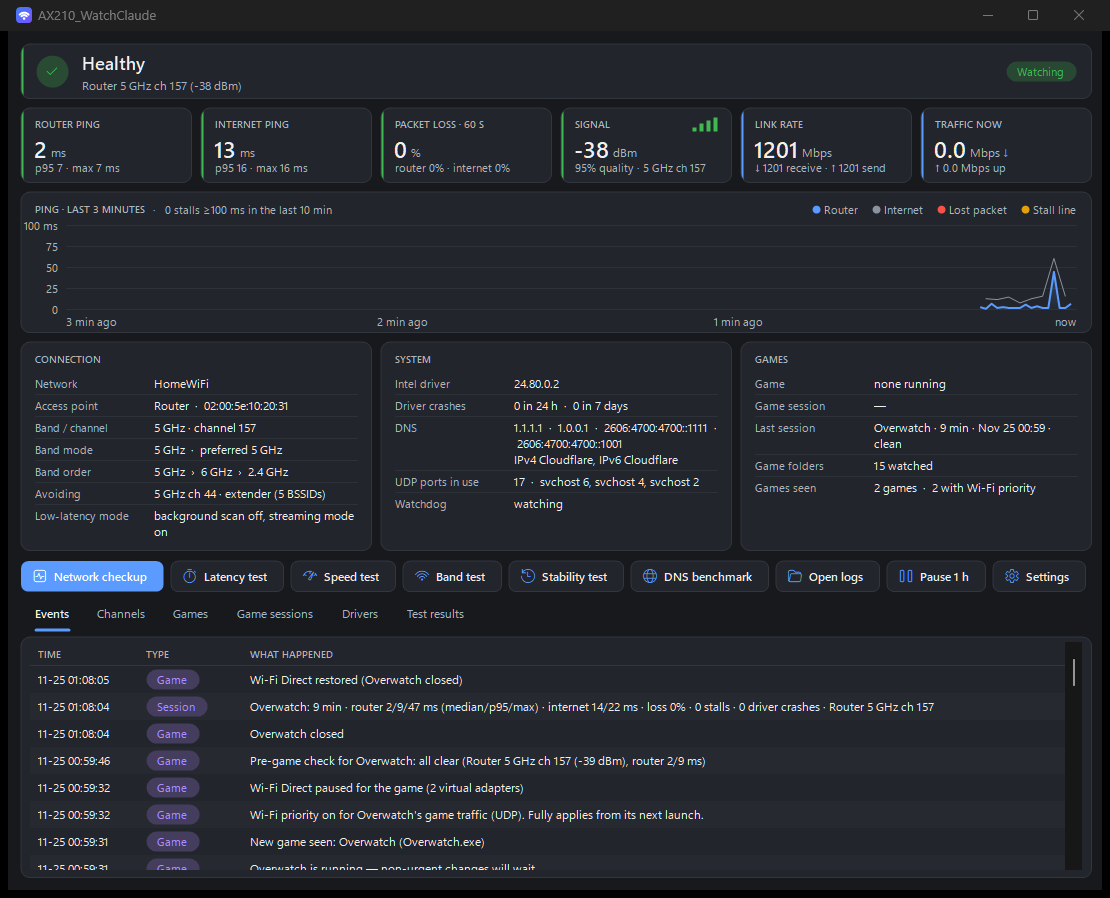 AX210_WatchClaude
Healthy
Router 5 GHz ch 157 (-38 dBm)
Watching
ROUTER PING
2 ms
p95 7 · max 7 ms
INTERNET PING
13 ms
p95 16 · max 16 ms
PACKET LOSS · 60 S
0 %
router 0% · internet 0%
SIGNAL
-38 dBm
95% quality · 5 GHz ch 157
LINK RATE
1201 Mbps
↓ 1201 receive · ↑ 1201 send
TRAFFIC NOW
0.0 Mbps ↓
↑ 0.0 Mbps up
PING · LAST 3 MINUTES · 0 stalls ≥100 ms in the last 10 min
Router Internet Lost packet Stall line
100 ms
75
50
25
0
3 min ago 2 min ago 1 min ago now
CONNECTION
Network HomeWiFi
Access point Router · 02:00:5e:10:20:31
Band / channel 5 GHz · channel 157
Band mode 5 GHz · preferred 5 GHz
Band order 5 GHz › 6 GHz › 2.4 GHz
Avoiding 5 GHz ch 44 · extender (5 BSSIDs)
Low-latency mode background scan off, streaming mode
on
SYSTEM
Intel driver 24.80.0.2
Driver crashes 0 in 24 h · 0 in 7 days
DNS 1.1.1.1 · 1.0.0.1 · 2606:4700:4700::1111 ·
2606:4700:4700::1001
IPv4 Cloudflare, IPv6 Cloudflare
UDP ports in use 17 · svchost 6, svchost 4, svchost 2
Watchdog watching
GAMES
Game none running
Game session —
Last session Overwatch · 9 min · Nov 25 00:59 ·
clean
Game folders 15 watched
Games seen 2 games · 2 with Wi-Fi priority
Network checkup
Latency test
Speed test
Band test
Stability test
DNS benchmark
Open logs
Pause 1 h
Settings
Events Channels Games Game sessions Drivers Test results
TIME TYPE WHAT HAPPENED
11-25 01:08:05 Game Wi-Fi Direct restored (Overwatch closed)
11-25 01:08:04 Session Overwatch: 9 min · router 2/9/47 ms (median/p95/max) · internet 14/22 ms · loss 0% · 0 stalls · 0 driver crashes · Router 5 GHz ch 157
11-25 01:08:04 Game Overwatch closed
11-25 00:59:46 Game Pre-game check for Overwatch: all clear (Router 5 GHz ch 157 (-39 dBm), router 2/9 ms)
11-25 00:59:32 Game Wi-Fi Direct paused for the game (2 virtual adapters)
11-25 00:59:32 Game Wi-Fi priority on for Overwatch's game traffic (UDP). Fully applies from its next launch.
11-25 00:59:31 Game New game seen: Overwatch (Overwatch.exe)
11-25 00:59:31 Game Overwatch is running — non-urgent changes will wait